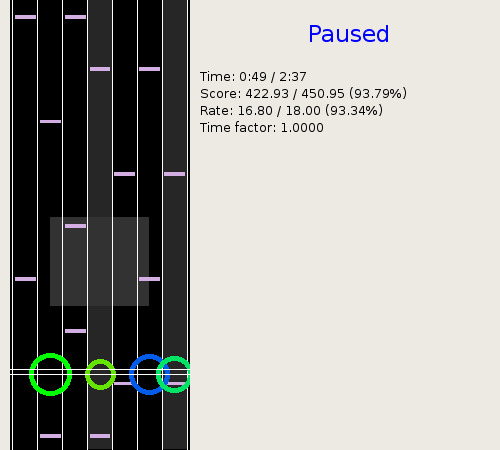 Paused
Time: 0:49 / 2:37
Score: 422.93 / 450.95 (93.79%)
Rate: 16.80 / 18.00 (93.34%)
Time factor: 1.0000